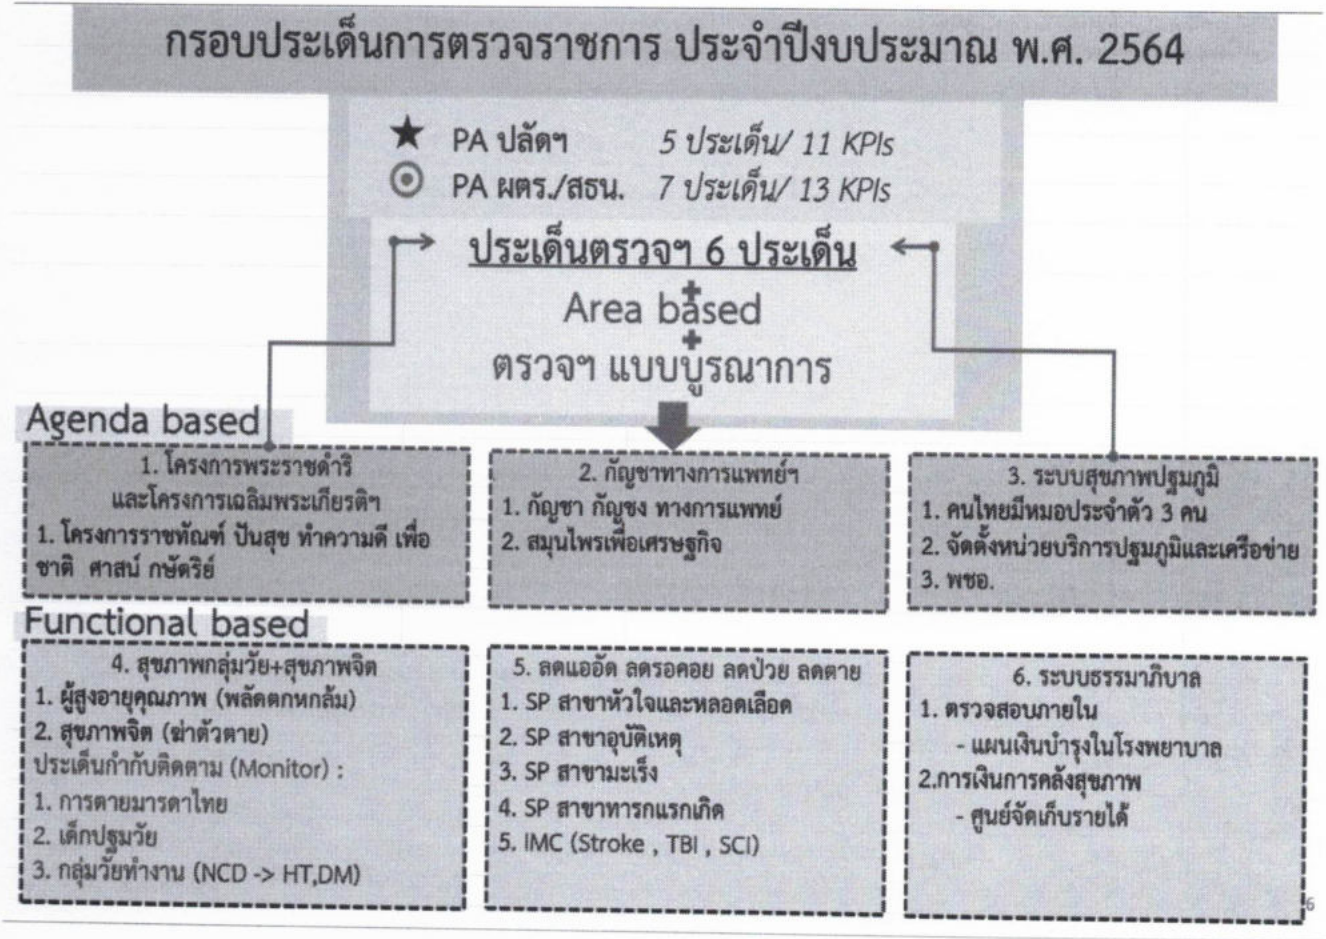 กรอบประเด็นการตรวจราชการ ประจำปีงบประมาณ พ.ศ. 2564
★ PA ปลัดฯ 5 ประเด็น/ 11 KPIs
PA ผตร./สธน. 7 ประเด็น/ 13 KPIs
ประเด็นตรวจฯ 6 ประเด็น
+
Area based
+
ตรวจฯ แบบบูรณาการ
Agenda based
1. โครงการพระราชดำริ
และโครงการเฉลิมพระเกียรติฯ
1. โครงการราชทัณฑ์ ปันสุข ทำความดี เพื่อ
ชาติ ศาสน์ กษัตริย์
2. กัญชาทางการแพทย์ฯ
1. กัญชา กัญชง ทางการแพทย์
2. สมุนไพรเพื่อเศรษฐกิจ
3. ระบบสุขภาพปฐมภูมิ
1. คนไทยมีหมอประจำตัว 3 คน
2. จัดตั้งหน่วยบริการปฐมภูมิและเครือข่าย
3. พชอ.
Functional based
4. สุขภาพกลุ่มวัย+สุขภาพจิต
1. ผู้สูงอายุคุณภาพ (พลัดตกหกล้ม)
2. สุขภาพจิต (ฆ่าตัวตาย)
ประเด็นกำกับติดตาม (Monitor) :
1. การตายมารดาไทย
2. เด็กปฐมวัย
3. กลุ่มวัยทำงาน (NCD -> HT,DM)
5. ลดแออัด ลดรอคอย ลดป่วย ลดตาย
1. SP สาขาหัวใจและหลอดเลือด
2. SP สาขาอุบัติเหตุ
3. SP สาขามะเร็ง
4. SP สาขาทารกแรกเกิด
5. IMC (Stroke , TBI , SCI)
6. ระบบธรรมาภิบาล
1. ตรวจสอบภายใน
- แผนเงินบำรุงในโรงพยาบาล
2.การเงินการคลังสุขภาพ
- ศูนย์จัดเก็บรายได้
6